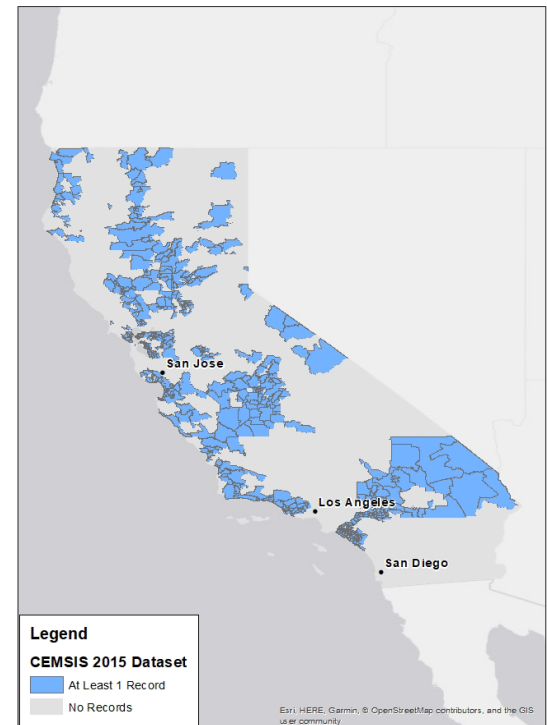 San Jose
Los Angeles
San Diego
Legend
CEMSIS 2015 Dataset
At Least 1 Record
No Records
Esri, HERE, Garmin, © OpenStreetMap contributors, and the GIS
user community